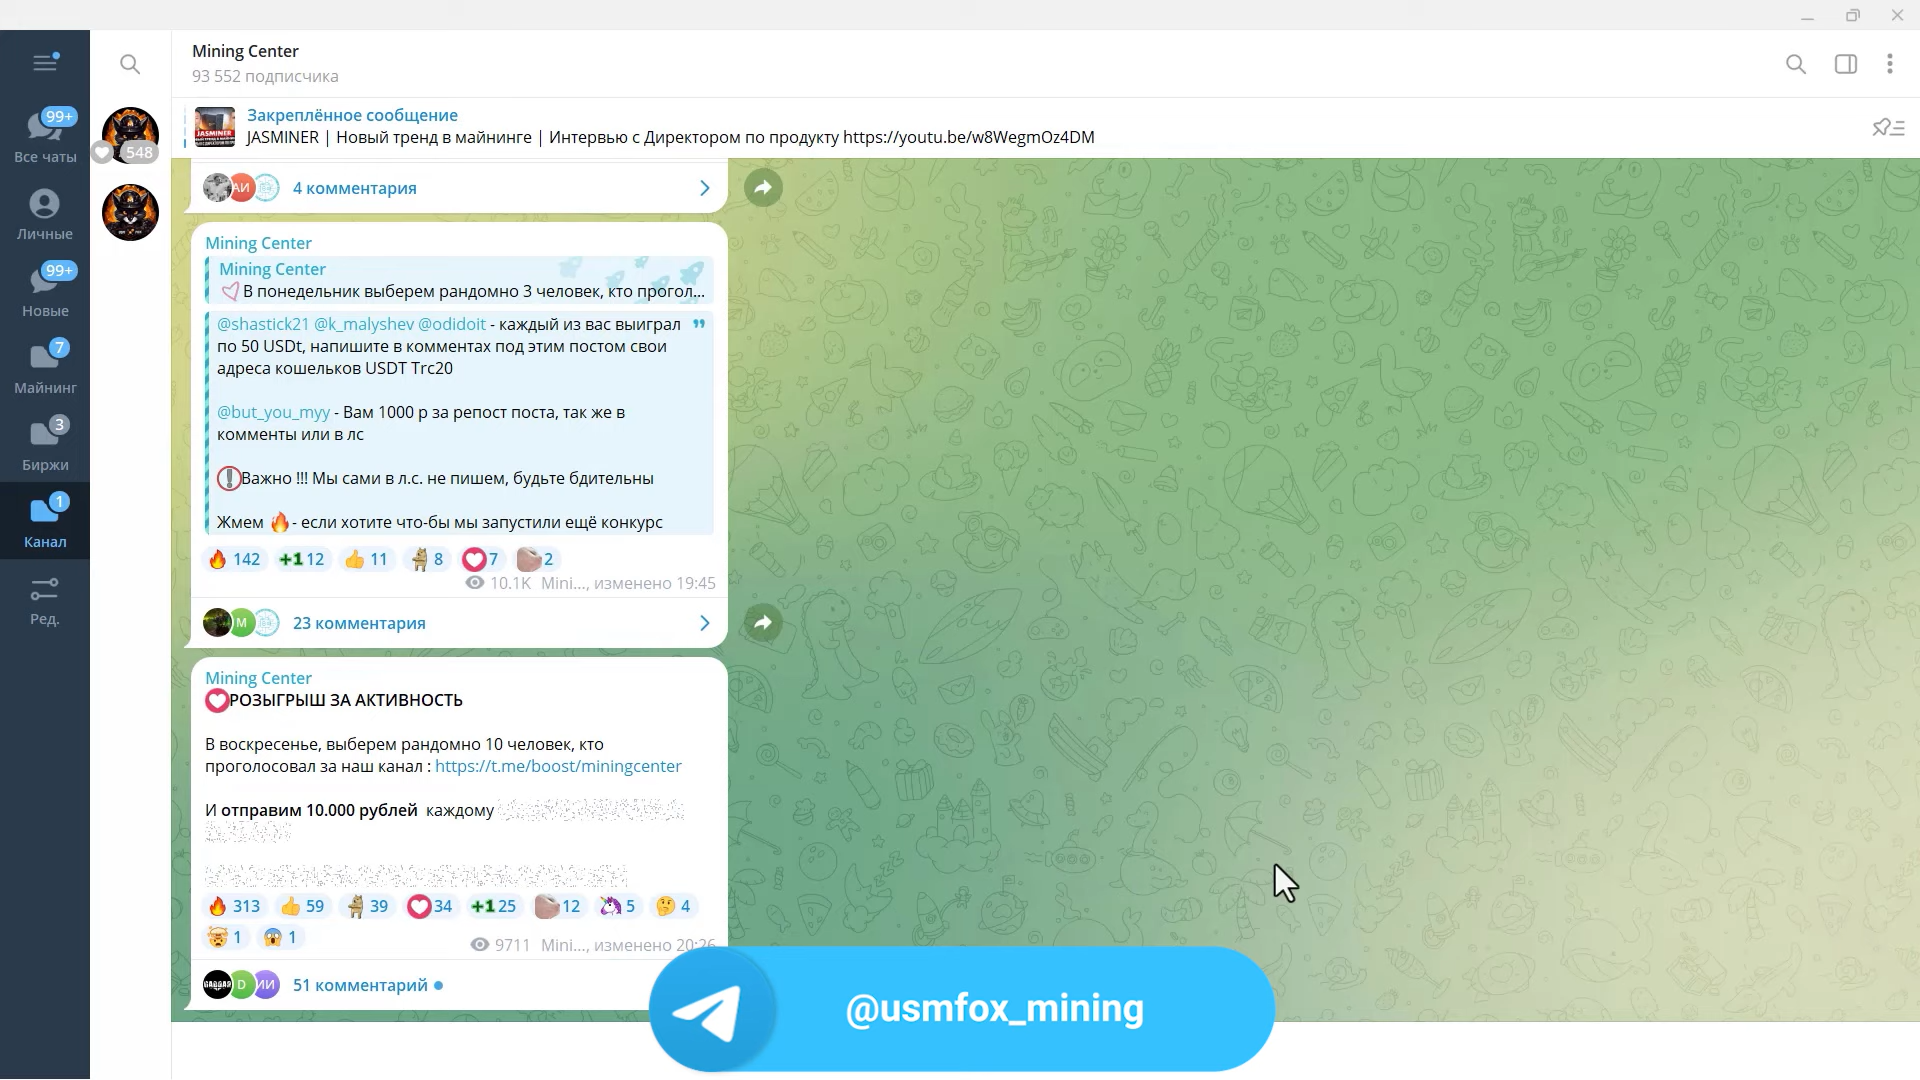 Mining Center
93 552 подписчика
Закреплённое сообщение
JASMINER | Новый тренд в майнинге | Интервью с Директором по продукту https://youtu.be/w8WegmOz4DM
99+
Все чаты
548
Личные
99+
Новые
7
Майнинг
3
Биржи
1
Канал
Ред.
АИ
4 комментария
Mining Center
Mining Center
В понедельник выберем рандомно 3 человек, кто прогол...
@shastick21 @k_malyshev @odidoit - каждый из вас выиграл
по 50 USDt, напишите в комментах под этим постом свои
адреса кошельков USDT Trc20
@but_you_myy - Вам 1000 р за репост поста, так же в
комменты или в лс
Важно !!! Мы сами в л.с. не пишем, будьте бдительны
Жмем 🔥- если хотите что-бы мы запустили ещё конкурс
142 +1 12 11 8 7 2
10.1K Mini..., изменено 19:45
М
23 комментария
Mining Center
РОЗЫГРЫШ ЗА АКТИВНОСТЬ
В воскресенье, выберем рандомно 10 человек, кто
проголосовал за наш канал : https://t.me/boost/miningcenter
И отправим 10.000 рублей каждому
313 59 39 34 +1 25 12 5 4
1 1
9711 Mini..., изменено 20:26
D ИИ
51 комментарий
@usmfox_mining